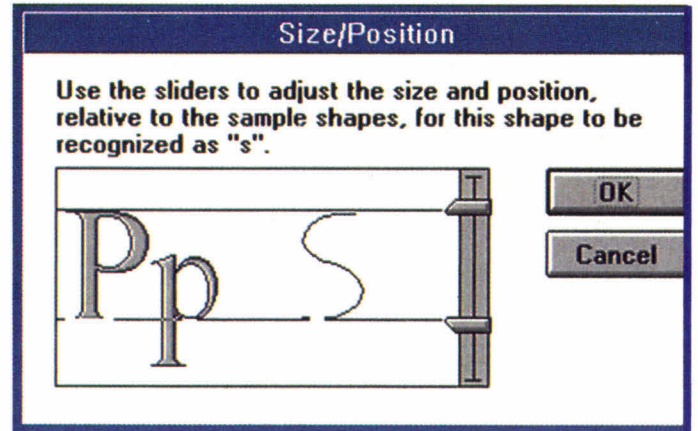 Size/Position
Use the sliders to adjust the size and position,
relative to the sample shapes, for this shape to be
recognized as "s".
Pp S
OK
Cancel